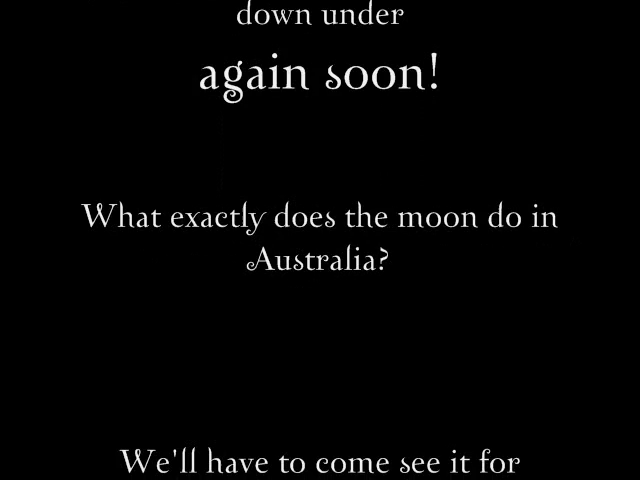 down under
again soon!
What exactly does the moon do in
Australia?
We'll have to come see it for